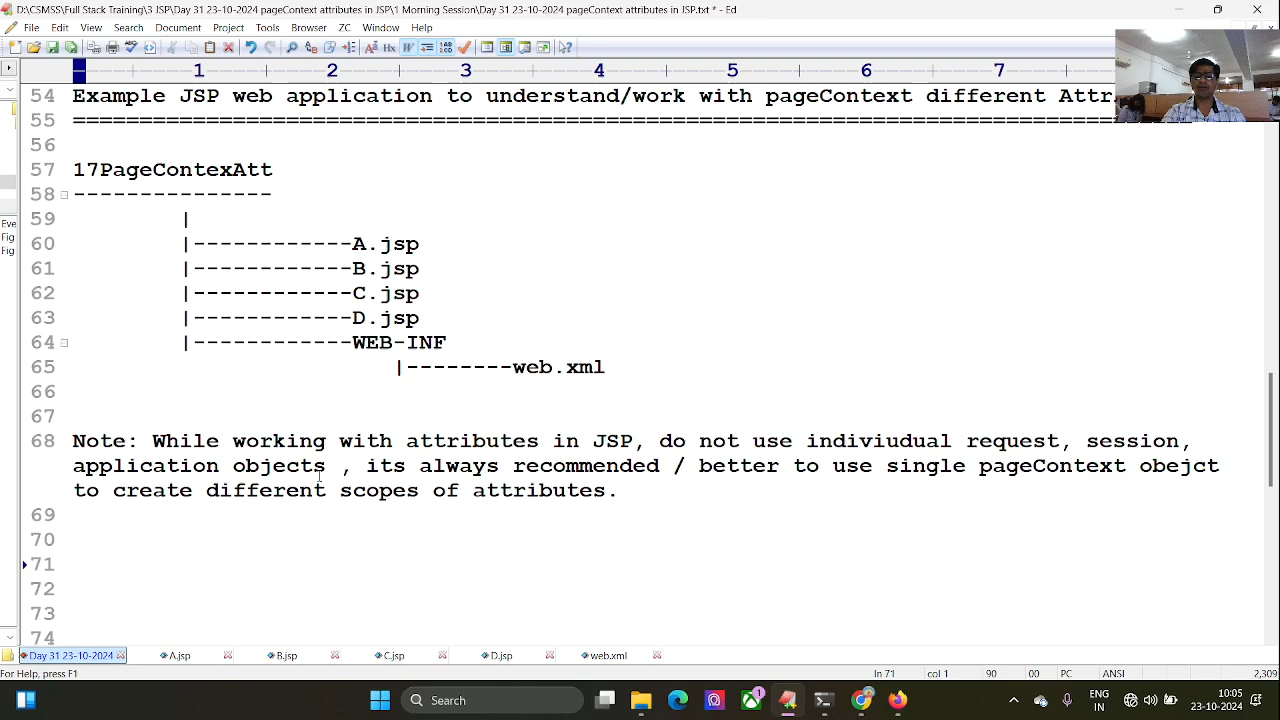 D:\CSMSS\Full Stack Training\3 JSP\Day 31 23-10-2024 pageContext attributes in JSP\1 Morning Session\Day 31 23-10-2024 pageContext attributes in JSP.txt * - Ed
File Edit View Search Document Project Tools Browser ZC Window Help
1 2 3 4 5 6 7
54 Example JSP web application to understand/work with pageContext different Attr
55 ====================================================================================
56
57 17PageContexAtt
58 ---------------
59 |
60 |------------A.jsp
61 |------------B.jsp
62 |------------C.jsp
63 |------------D.jsp
64 |------------WEB-INF
65 |--------web.xml
66
67
68 Note: While working with attributes in JSP, do not use indiviudual request, session,
application objects , its always recommended / better to use single pageContext obejct
to create different scopes of attributes.
69
70
71
72
73
74
Eve
Fig
Fig
Day 31 23-10-2024 A.jsp B.jsp C.jsp D.jsp web.xml
For Help, press F1 Ln 71 col 1 90 00 PC ANSI 2,309
Search 1 ENG IN 10:05 23-10-2024